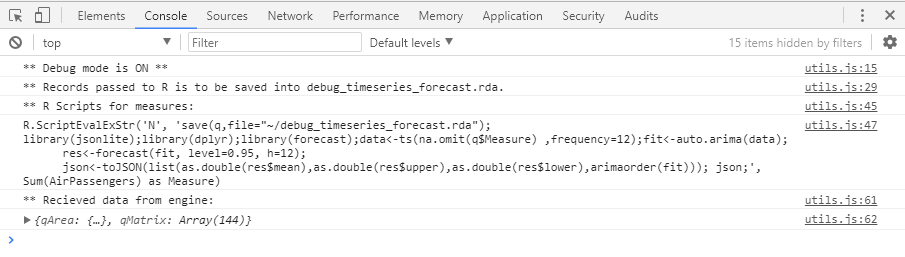 Elements Console Sources Network Performance Memory Application Security Audits
top Filter Default levels 15 items hidden by filters
** Debug mode is ON ** utils.js:15
** Records passed to R is to be saved into debug_timeseries_forecast.rda. utils.js:29
** R Scripts for measures: utils.js:45
R.ScriptEvalExStr('N', 'save(q,file="~/debug_timeseries_forecast.rda"); utils.js:47
library(jsonlite);library(dplyr);library(forecast);data<-ts(na.omit(q$Measure) ,frequency=12);fit<-auto.arima(data);
res<-forecast(fit, level=0.95, h=12);
json<-toJSON(list(as.double(res$mean),as.double(res$upper),as.double(res$lower),arimaorder(fit))); json;',
Sum(AirPassengers) as Measure)
** Recieved data from engine: utils.js:61
{qArea: {…}, qMatrix: Array(144)} utils.js:62